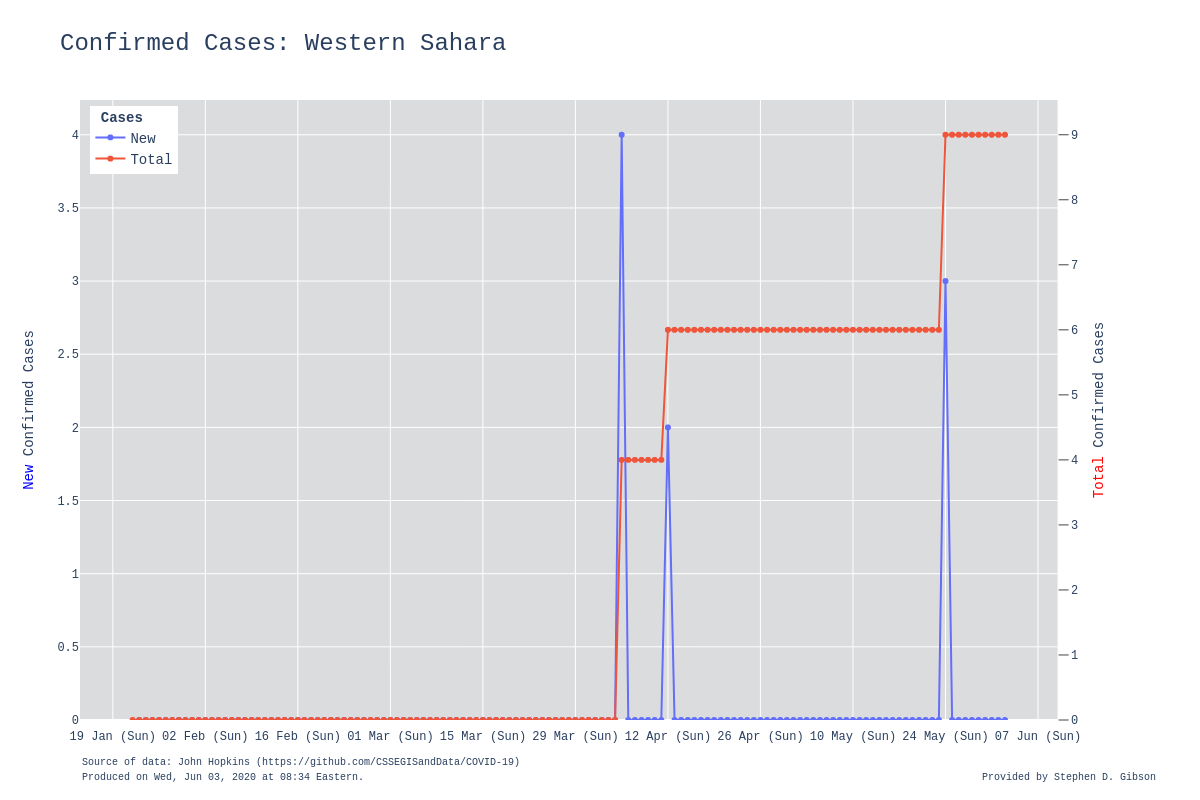 Confirmed Cases: Western Sahara
Cases
New
Total
4
3.5
3
2.5
2
1.5
1
0.5
0
New Confirmed Cases
9
8
7
6
5
4
3
2
1
0
Total Confirmed Cases
19 Jan (Sun) 02 Feb (Sun) 16 Feb (Sun) 01 Mar (Sun) 15 Mar (Sun) 29 Mar (Sun) 12 Apr (Sun) 26 Apr (Sun) 10 May (Sun) 24 May (Sun) 07 Jun (Sun)
Source of data: John Hopkins (https://github.com/CSSEGISandData/COVID-19)
Produced on Wed, Jun 03, 2020 at 08:34 Eastern.
Provided by Stephen D. Gibson